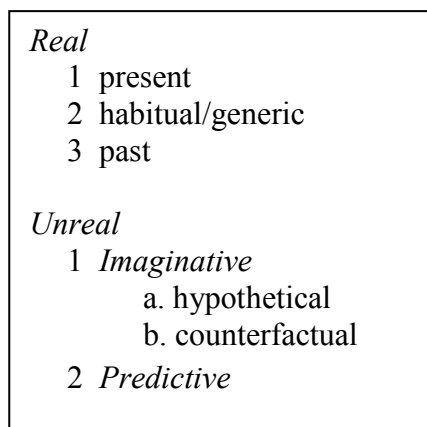 Real
1 present
2 habitual/generic
3 past
Unreal
1 Imaginative
a. hypothetical
b. counterfactual
2 Predictive